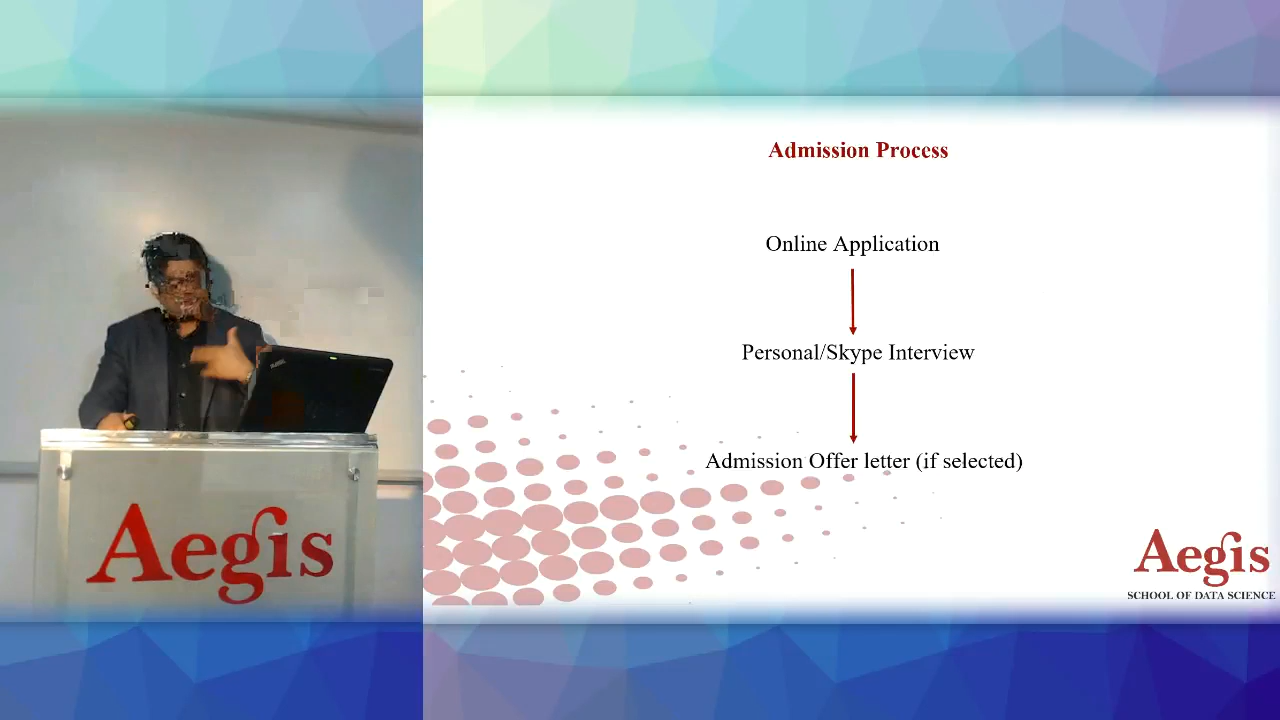 Admission Process
Online Application
Personal/Skype Interview
Admission Offer letter (if selected)
Aegis
Aegis
SCHOOL OF DATA SCIENCE